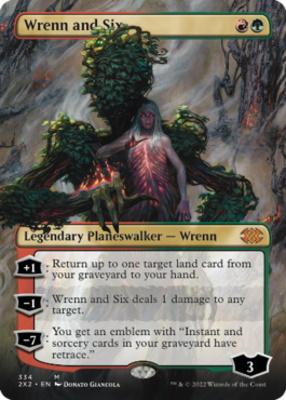 Wrenn and Six
Legendary Planeswalker — Wrenn
+1 Return up to one target land card from
your graveyard to your hand.
-1 Wrenn and Six deals 1 damage to any
target.
-7 You get an emblem with "Instant and
sorcery cards in your graveyard have
retrace."
3
334 M
2X2 • EN Donato Giancola
™ & © 2022 Wizards of the Coast